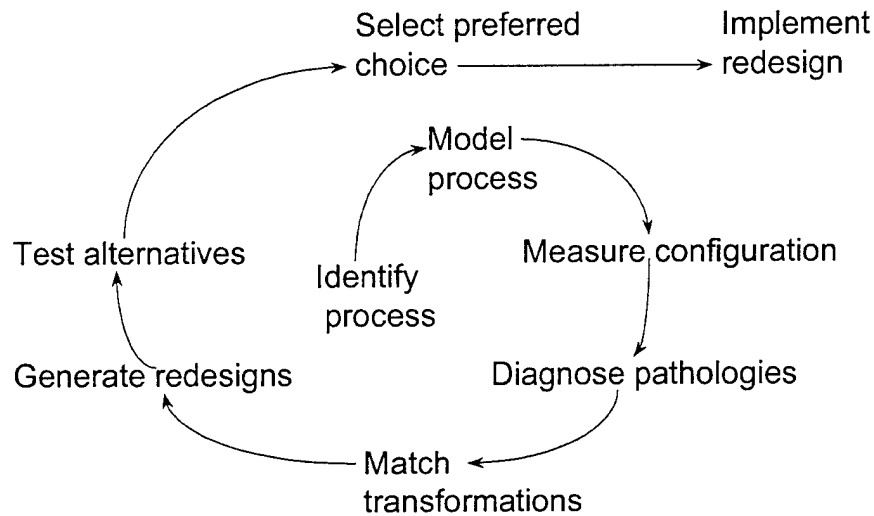 Select preferred
choice
Implement
redesign
Model
process
Test alternatives
Measure configuration
Identify
process
Generate redesigns
Diagnose pathologies
Match
transformations